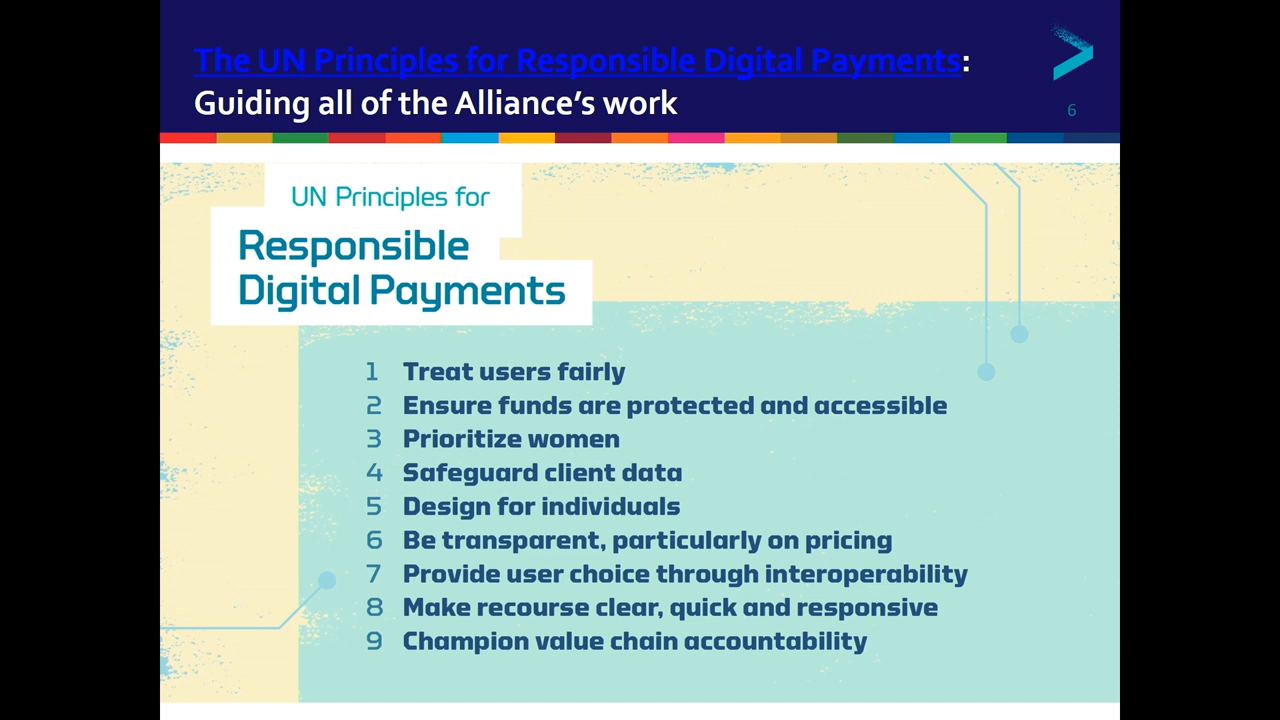 The UN Principles for Responsible Digital Payments:
Guiding all of the Alliance's work
6
UN Principles for
Responsible
Digital Payments
1 Treat users fairly
2 Ensure funds are protected and accessible
3 Prioritize women
4 Safeguard client data
5 Design for individuals
6 Be transparent, particularly on pricing
7 Provide user choice through interoperability
8 Make recourse clear, quick and responsive
9 Champion value chain accountability